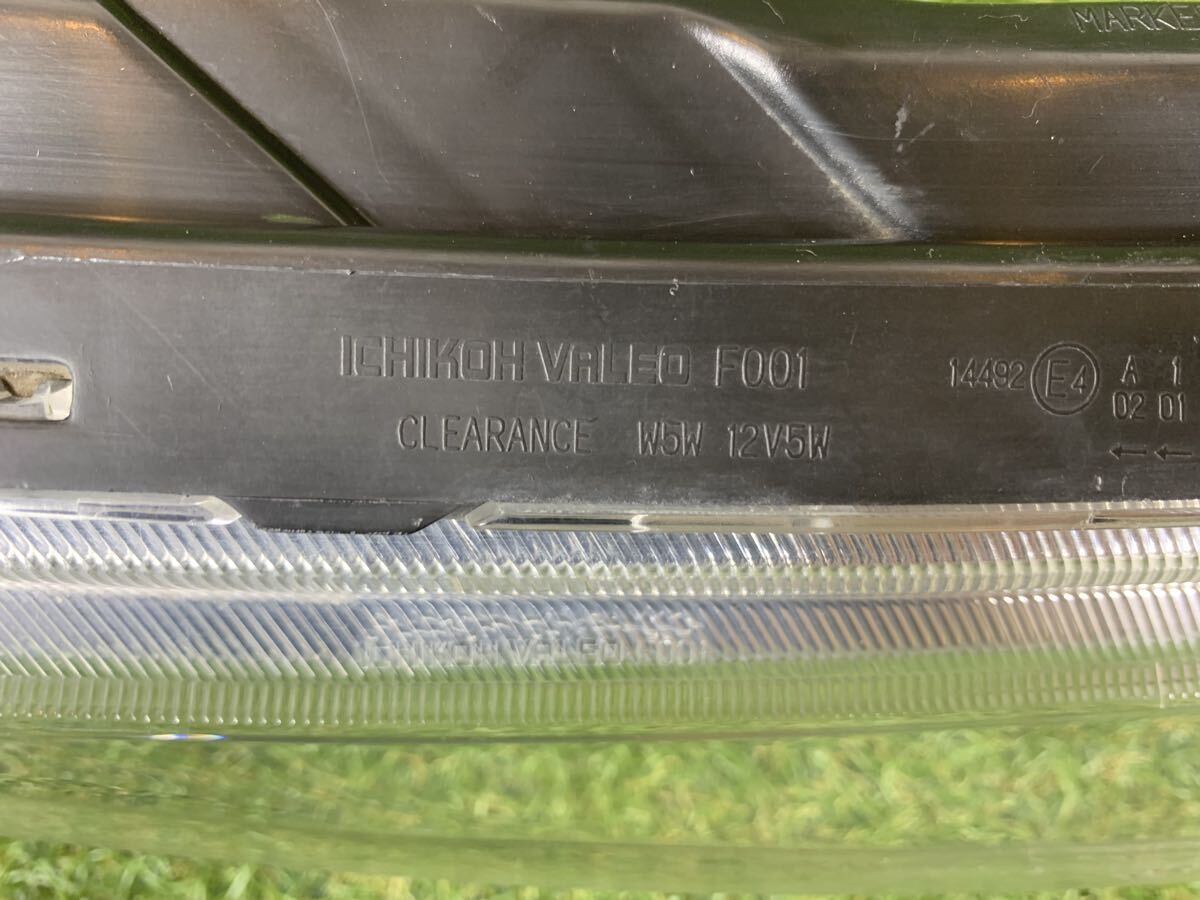 MARKE
ICHIKOH VALEO F001
14492 E4 A 1
02 01
CLEARANCE W5W 12V5W
← ←
ICHIKOH VALEO F001